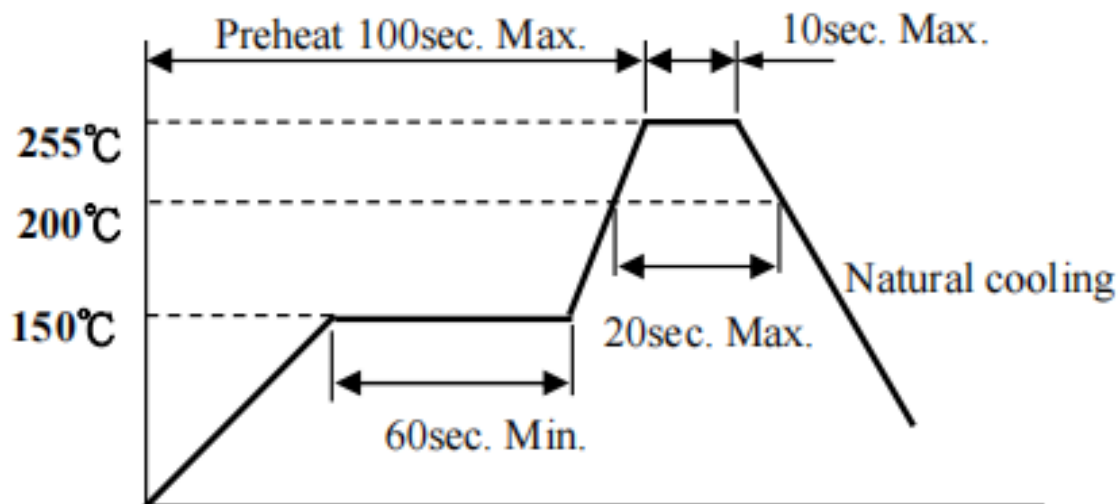 Preheat 100sec. Max.
10sec. Max.
255℃
200℃
Natural cooling
150℃
20sec. Max.
60sec. Min.